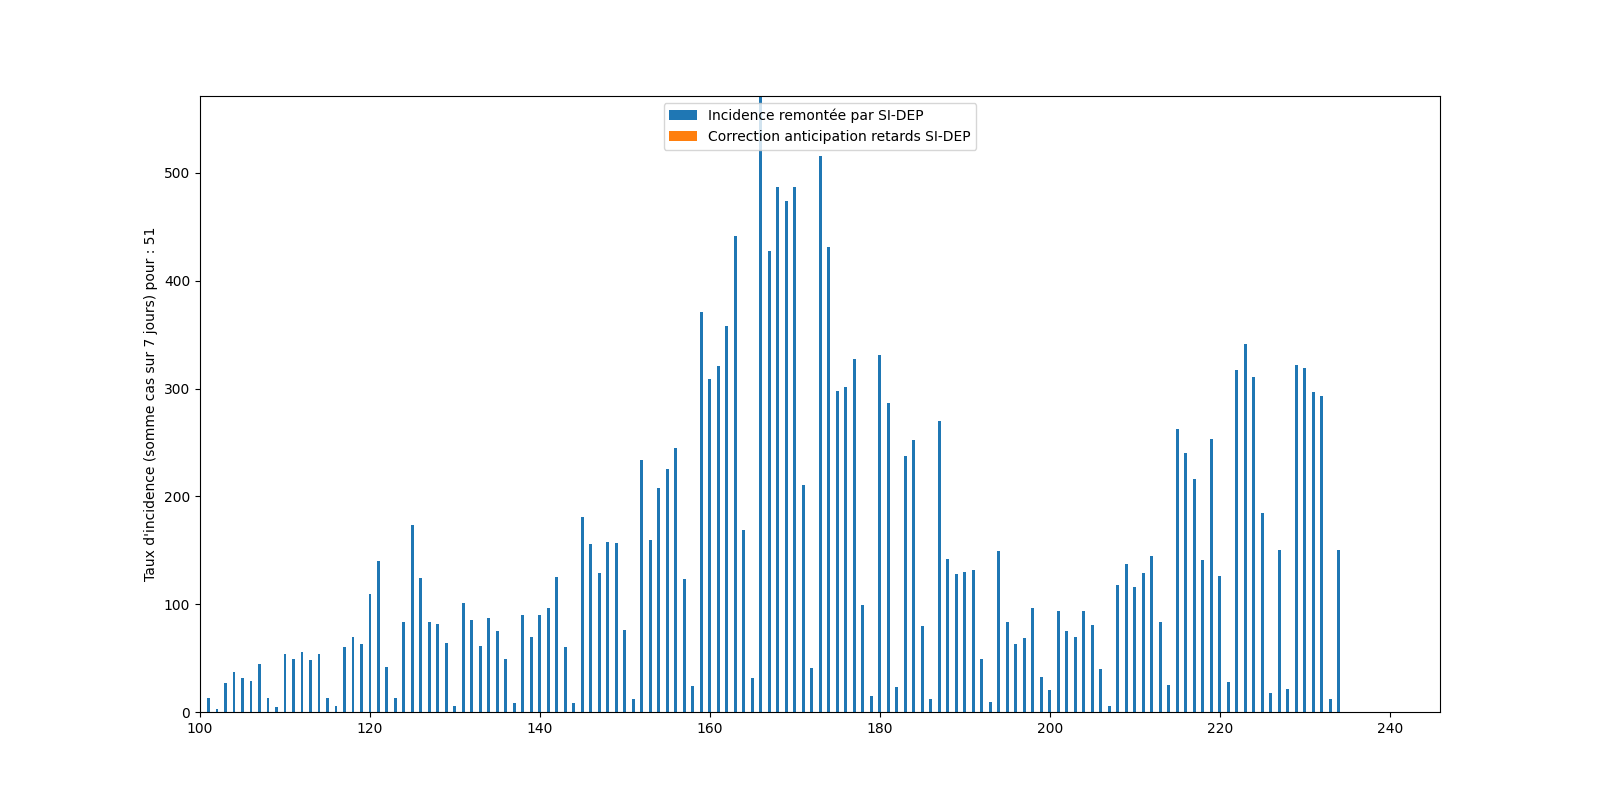 Incidence remontée par SI-DEP
Correction anticipation retards SI-DEP
Taux d'incidence (somme cas sur 7 jours) pour : 51
500
400
300
200
100
0
100 120 140 160 180 200 220 240